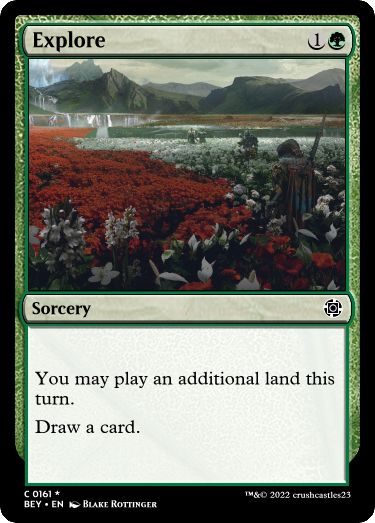 Explore 1
Sorcery
You may play an additional land this
turn.
Draw a card.
C 0161 *
BEY • EN Blake Rottinger
™&© 2022 crushcastles23